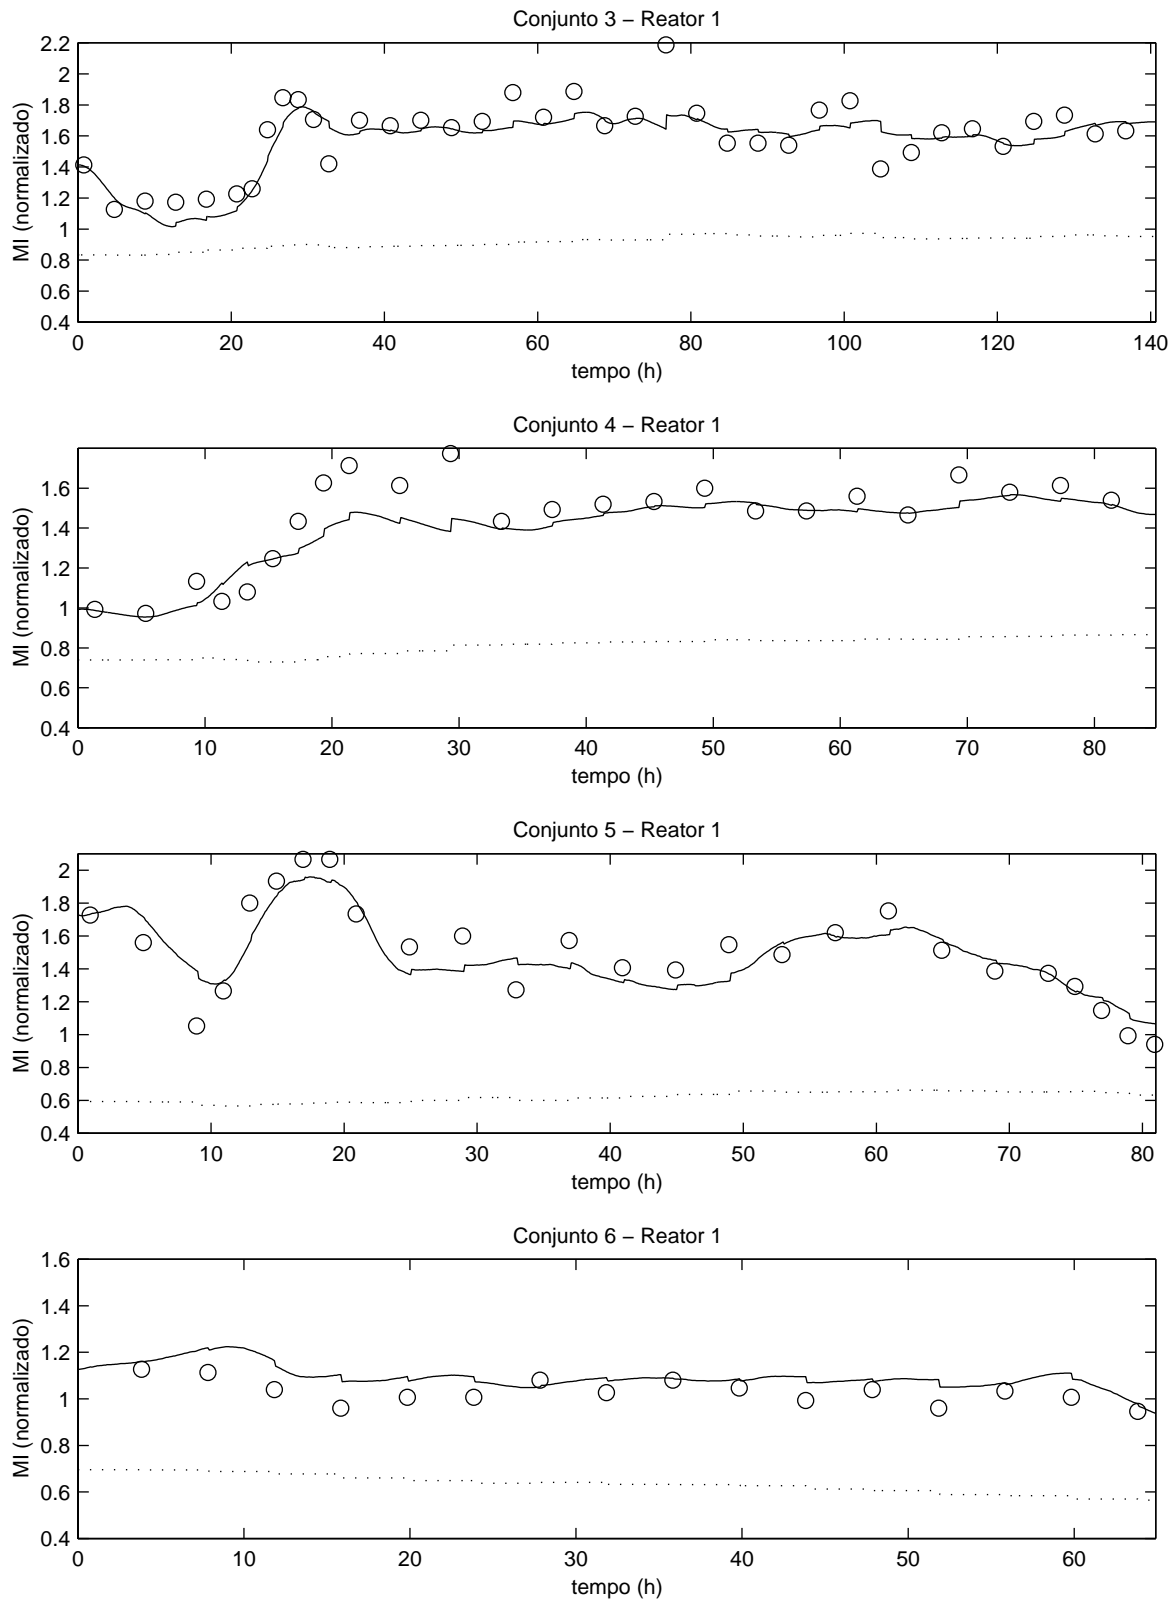 Conjunto 3 – Reator 1
MI (normalizado)
2.2
2
1.8
1.6
1.4
1.2
1
0.8
0.6
0.4
0 20 40 60 80 100 120 140
tempo (h)
Conjunto 4 – Reator 1
MI (normalizado)
1.6
1.4
1.2
1
0.8
0.6
0.4
0 10 20 30 40 50 60 70 80
tempo (h)
Conjunto 5 – Reator 1
MI (normalizado)
2
1.8
1.6
1.4
1.2
1
0.8
0.6
0.4
0 10 20 30 40 50 60 70 80
tempo (h)
Conjunto 6 – Reator 1
MI (normalizado)
1.6
1.4
1.2
1
0.8
0.6
0.4
0 10 20 30 40 50 60
tempo (h)